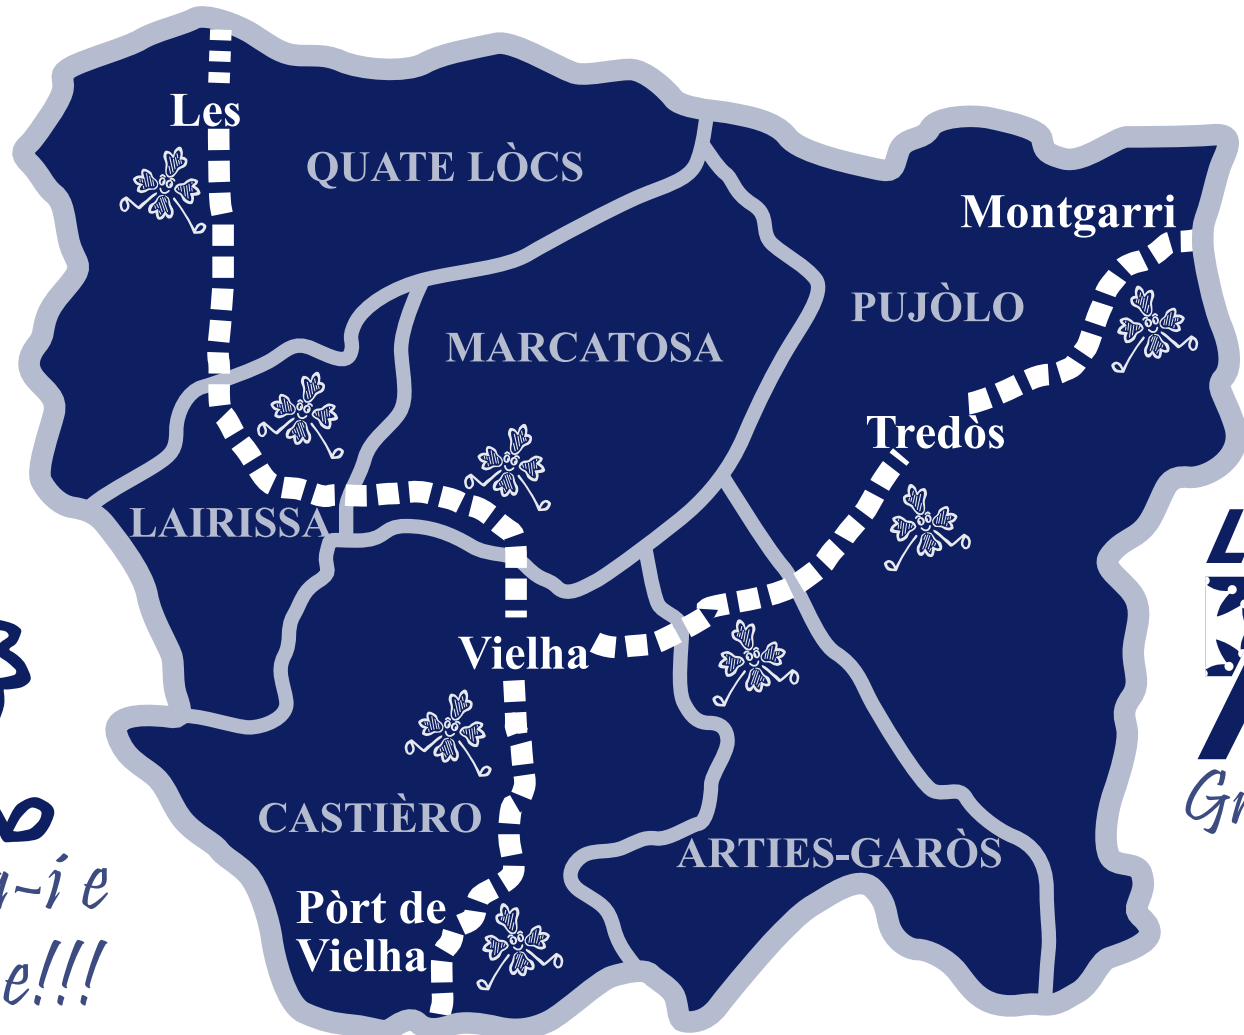 Les
QUATE LÒCS
Montgarri
PUJÒLO
MARCATOSA
Tredòs
LAIRISSA
Vielha
CASTIÈRO
ARTIES-GARÒS
Pòrt de
Vielha
e!!!